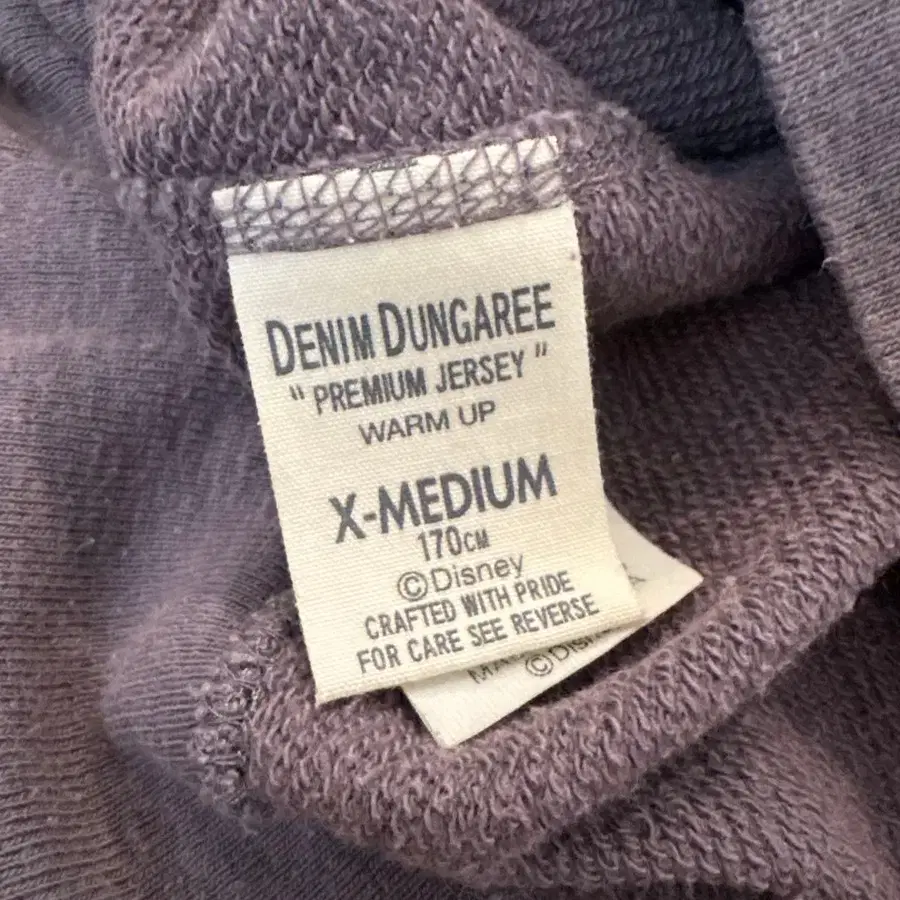 DENIM DUNGAREE
" PREMIUM JERSEY "
WARM UP
X-MEDIUM
170CM
©Disney
CRAFTED WITH PRIDE
FOR CARE SEE REVERSE